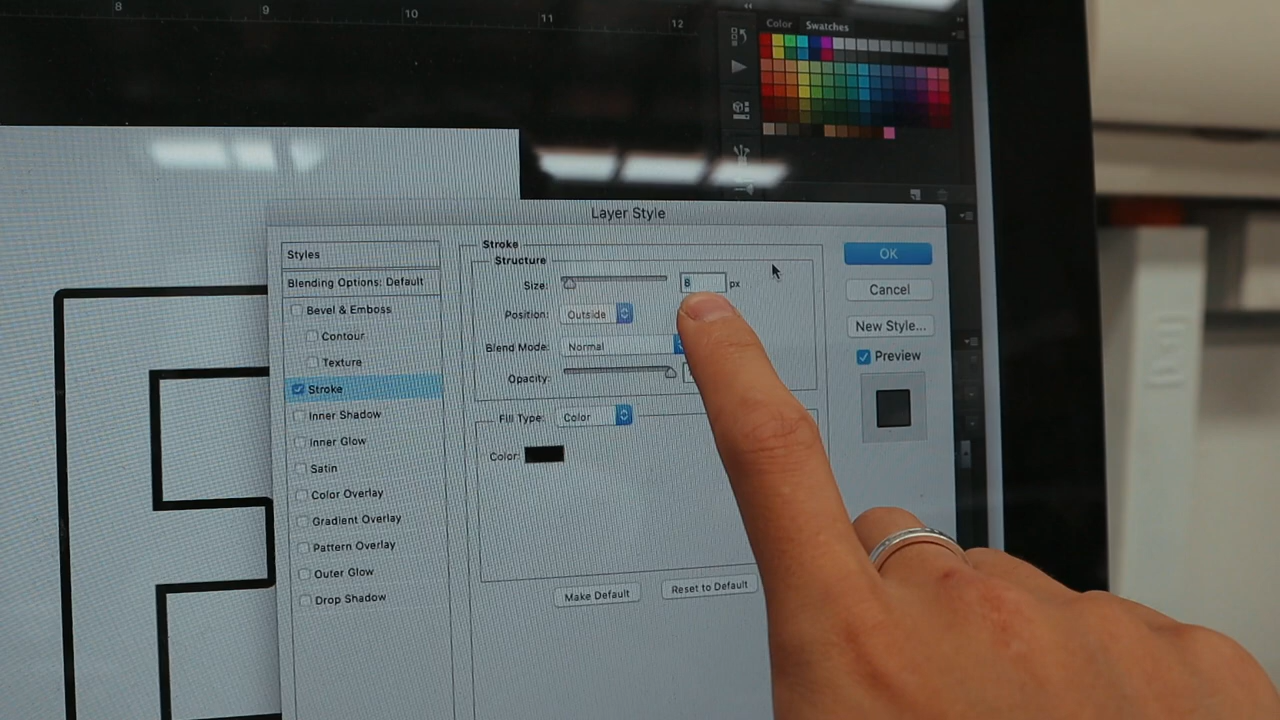 8 9 10 11 12
Color Swatches
Layer Style
Styles
Blending Options: Default
Bevel & Emboss
Contour
Texture
Stroke
Inner Shadow
Inner Glow
Satin
Color Overlay
Gradient Overlay
Pattern Overlay
Outer Glow
Drop Shadow
Stroke
Structure
Size: 8 px
Position: Outside
Blend Mode: Normal
Opacity:
Fill Type: Color
Color:
Make Default Reset to Default
OK
Cancel
New Style...
Preview